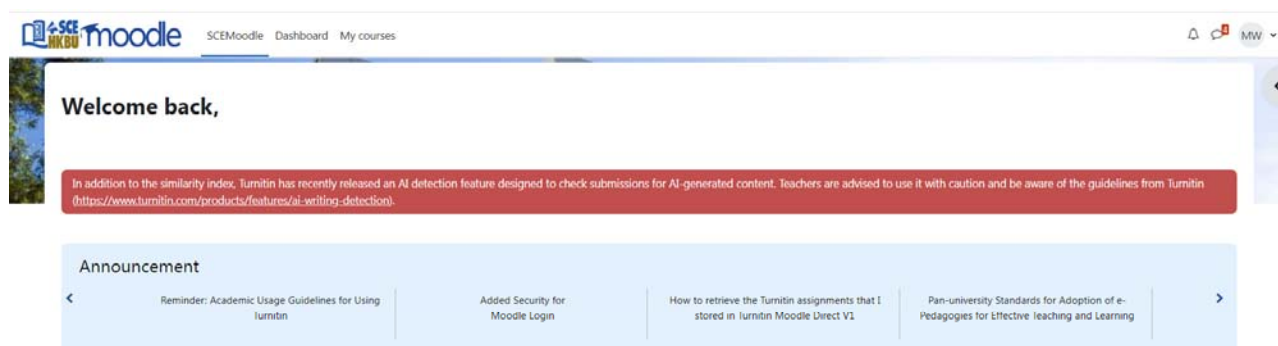 SCE HKBU moodle SCEMoodle Dashboard My courses 4 MW
Welcome back,
In addition to the similarity index, Turnitin has recently released an AI detection feature designed to check submissions for AI-generated content. Teachers are advised to use it with caution and be aware of the guidelines from Turnitin
(https://www.turnitin.com/products/features/ai-writing-detection).
Announcement
Reminder: Academic Usage Guidelines for Using
Turnitin
Added Security for
Moodle Login
How to retrieve the Turnitin assignments that I
stored in Turnitin Moodle Direct V1
Pan-university Standards for Adoption of e-
Pedagogies for Effective Teaching and Learning